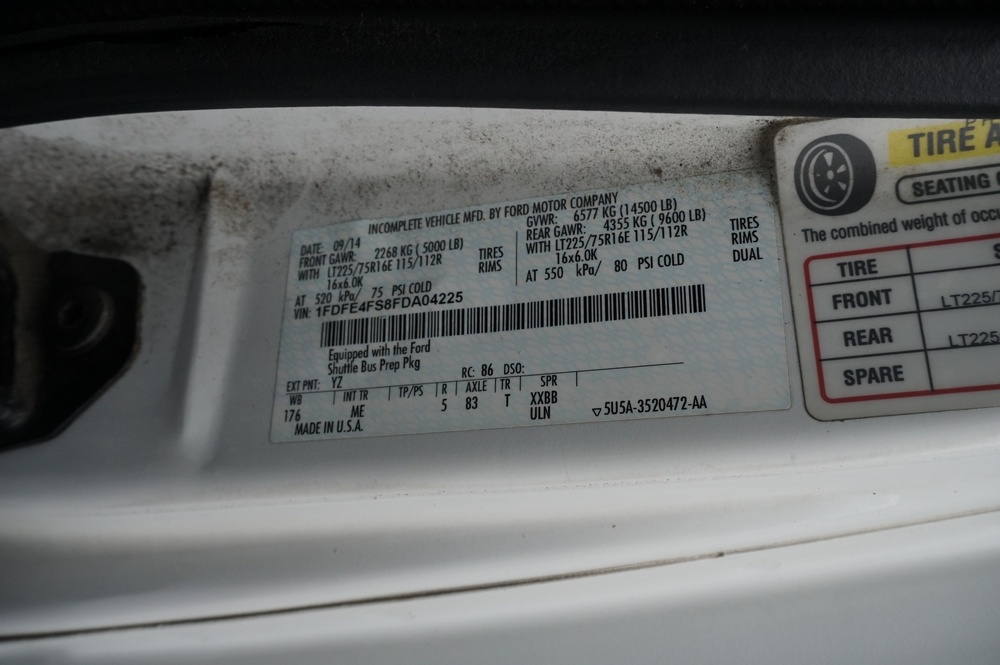 INCOMPLETE VEHICLE MFD. BY FORD MOTOR COMPANY
DATE: 09/14 GVWR: 6577 KG (14500 LB)
FRONT GAWR: 2268 KG ( 5000 LB) REAR GAWR: 4355 KG ( 9600 LB)
WITH LT225/75R16E 115/112R TIRES WITH LT225/75R16E 115/112R TIRES
16x6.0K RIMS 16x6.0K RIMS
AT 520 kPa/ 75 PSI COLD AT 550 kPa/ 80 PSI COLD DUAL
VIN: 1FDFE4FS8FDA04225
Equipped with the Ford
Shuttle Bus Prep Pkg
RC: 86 DSO:
EXT PNT: YZ
WB INT TR TP/PS R AXLE TR SPR
176 ME 5 83 T XXBB
ULN
MADE IN U.S.A. ▽5U5A-3520472-AA
TIRE A
SEATING
The combined weight of occ
TIRE S
FRONT LT225/7
REAR LT225
SPARE